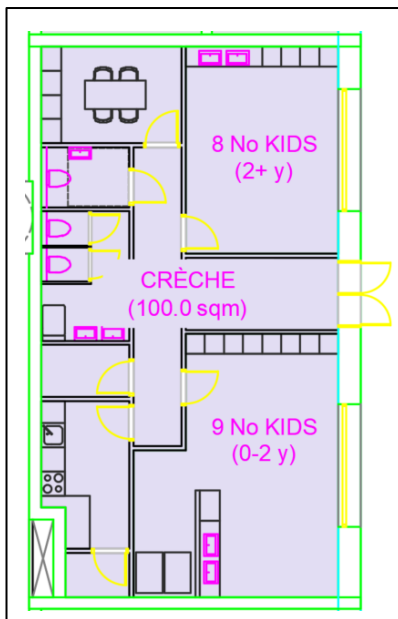 8 No KIDS
(2+ y)
CRÈCHE
(100.0 sqm)
9 No KIDS
(0-2 y)